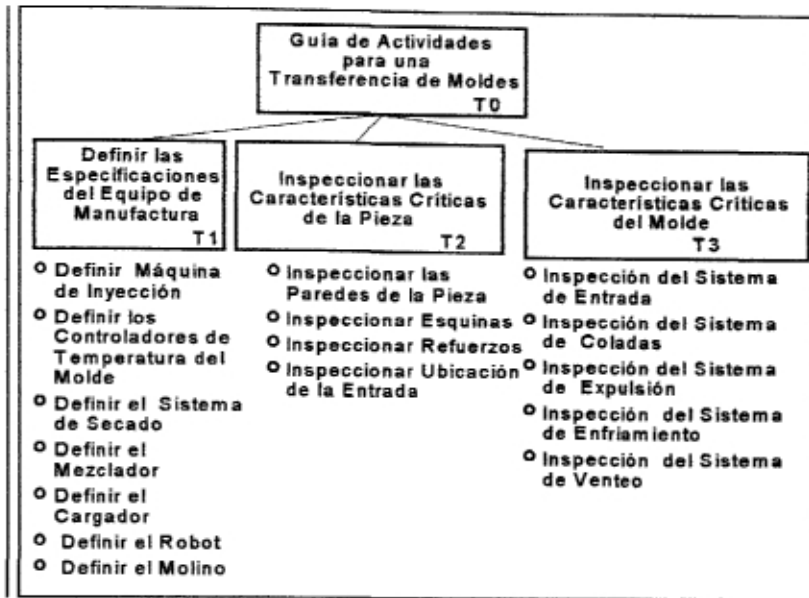 Guía de Actividades
para una
Transferencia de Moldes
T0
Definir las
Especificaciones
del Equipo de
Manufactura
T1
Definir Máquina
de Inyección
Definir los
Controladores de
Temperatura del
Molde
Definir el Sistema
de Secado
Definir el
Mezclador
Definir el
Cargador
Definir el Robot
Definir el Molino
Inspeccionar las
Características Críticas
de la Pieza
T2
Inspeccionar las
Paredes de la Pieza
Inspeccionar Esquinas
Inspeccionar Refuerzos
Inspeccionar Ubicación
de la Entrada
Inspeccionar las
Características Críticas
del Molde
T3
Inspección del Sistema
de Entrada
Inspección del Sistema
de Coladas
Inspección del Sistema
de Expulsión
Inspección del Sistema
de Enfriamiento
Inspección del Sistema
de Venteo